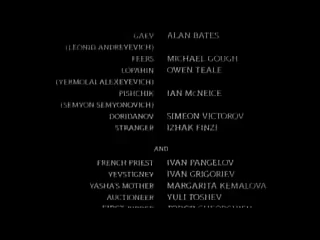 GAEV ALAN BATES
(LEONID ANDREYEVICH)
FEERS MICHAEL GOUGH
LOPAHIN OWEN TEALE
(YERMOLAI ALEXEYEVICH)
PISHCHIK IAN McNEICE
(SEMYON SEMYONOVICH)
DORIDANOV SIMEON VICTOROV
STRANGER IZHAK FINZI
AND
FRENCH PRIEST IVAN PANGELOV
YEVSTIGNEY IVAN GRIGORIEV
YASHA'S MOTHER MARGARITA KEMALOVA
AUCTIONEER YULI TOSHEV